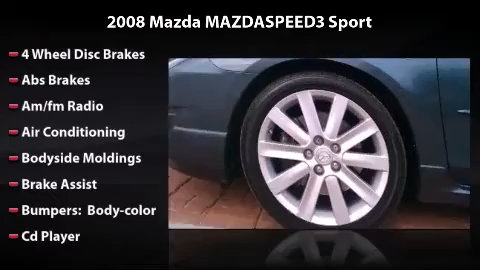 2008 Mazda MAZDASPEED3 Sport
4 Wheel Disc Brakes
Abs Brakes
Am/fm Radio
Air Conditioning
Bodyside Moldings
Brake Assist
Bumpers: Body-color
Cd Player